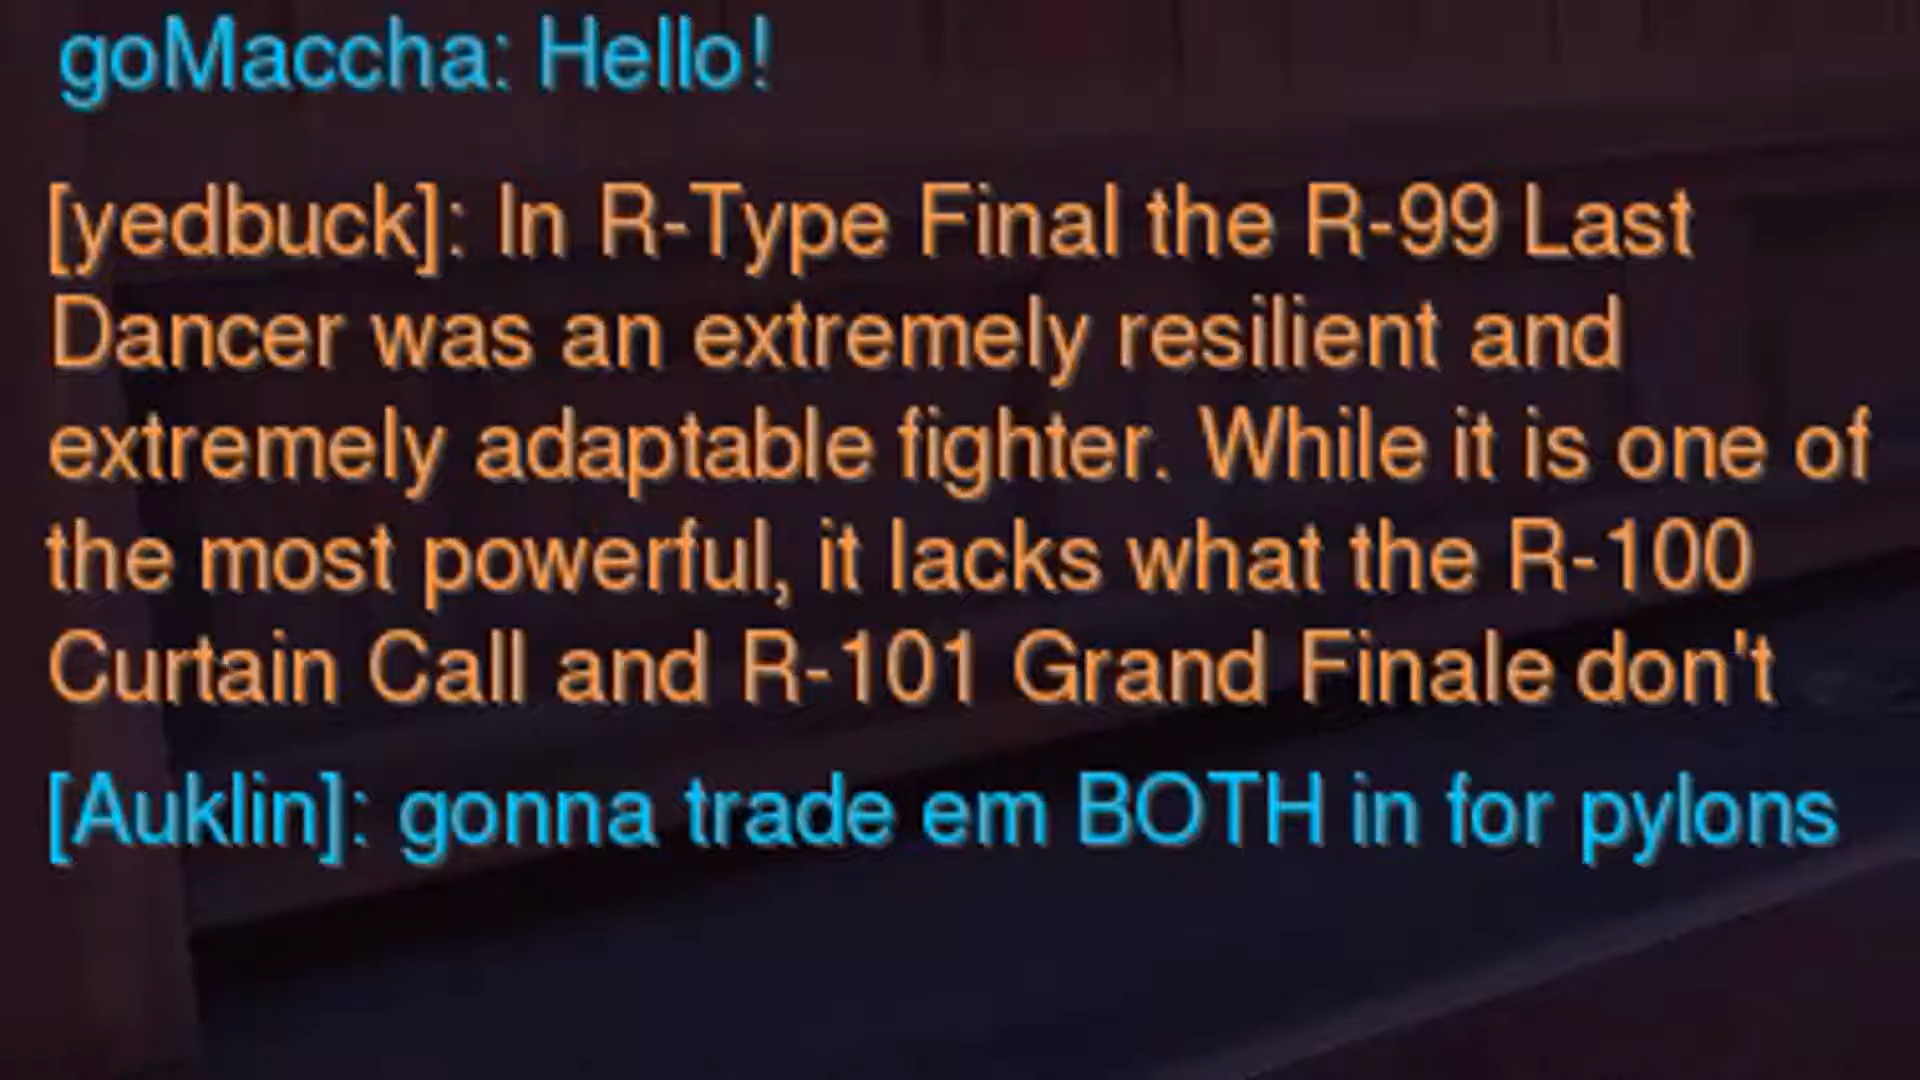 goMaccha: Hello!
[yedbuck]: In R-Type Final the R-99 Last
Dancer was an extremely resilient and
extremely adaptable fighter. While it is one of
the most powerful, it lacks what the R-100
Curtain Call and R-101 Grand Finale don't
[Auklin]: gonna trade em BOTH in for pylons